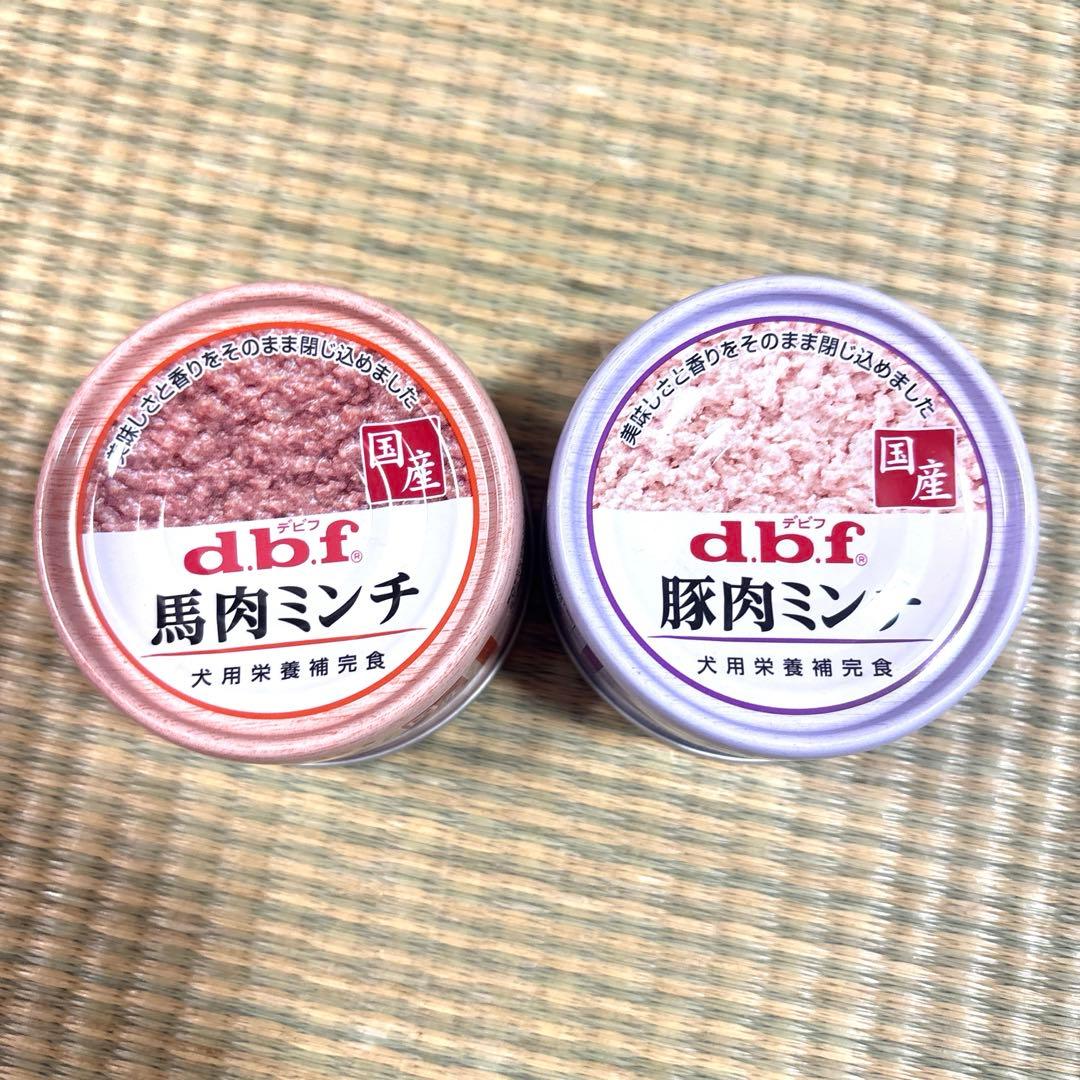 美味しさと香りをそのまま閉じ込めました
国産
デビフ
d.b.f®
馬肉ミンチ
犬用栄養補完食
美味しさと香りをそのまま閉じ込めました
国産
デビフ
d.b.f®
豚肉ミンチ
犬用栄養補完食